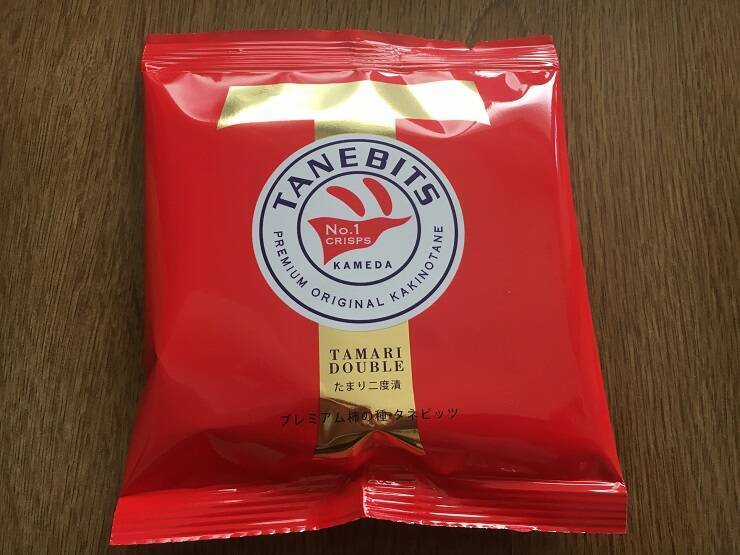 TANEBITS
No.1
CRISPS
KAMEDA
PREMIUM ORIGINAL KAKINOTANE
TAMARI
DOUBLE
たまり二度漬
プレミアム柿の種 タネビッツ